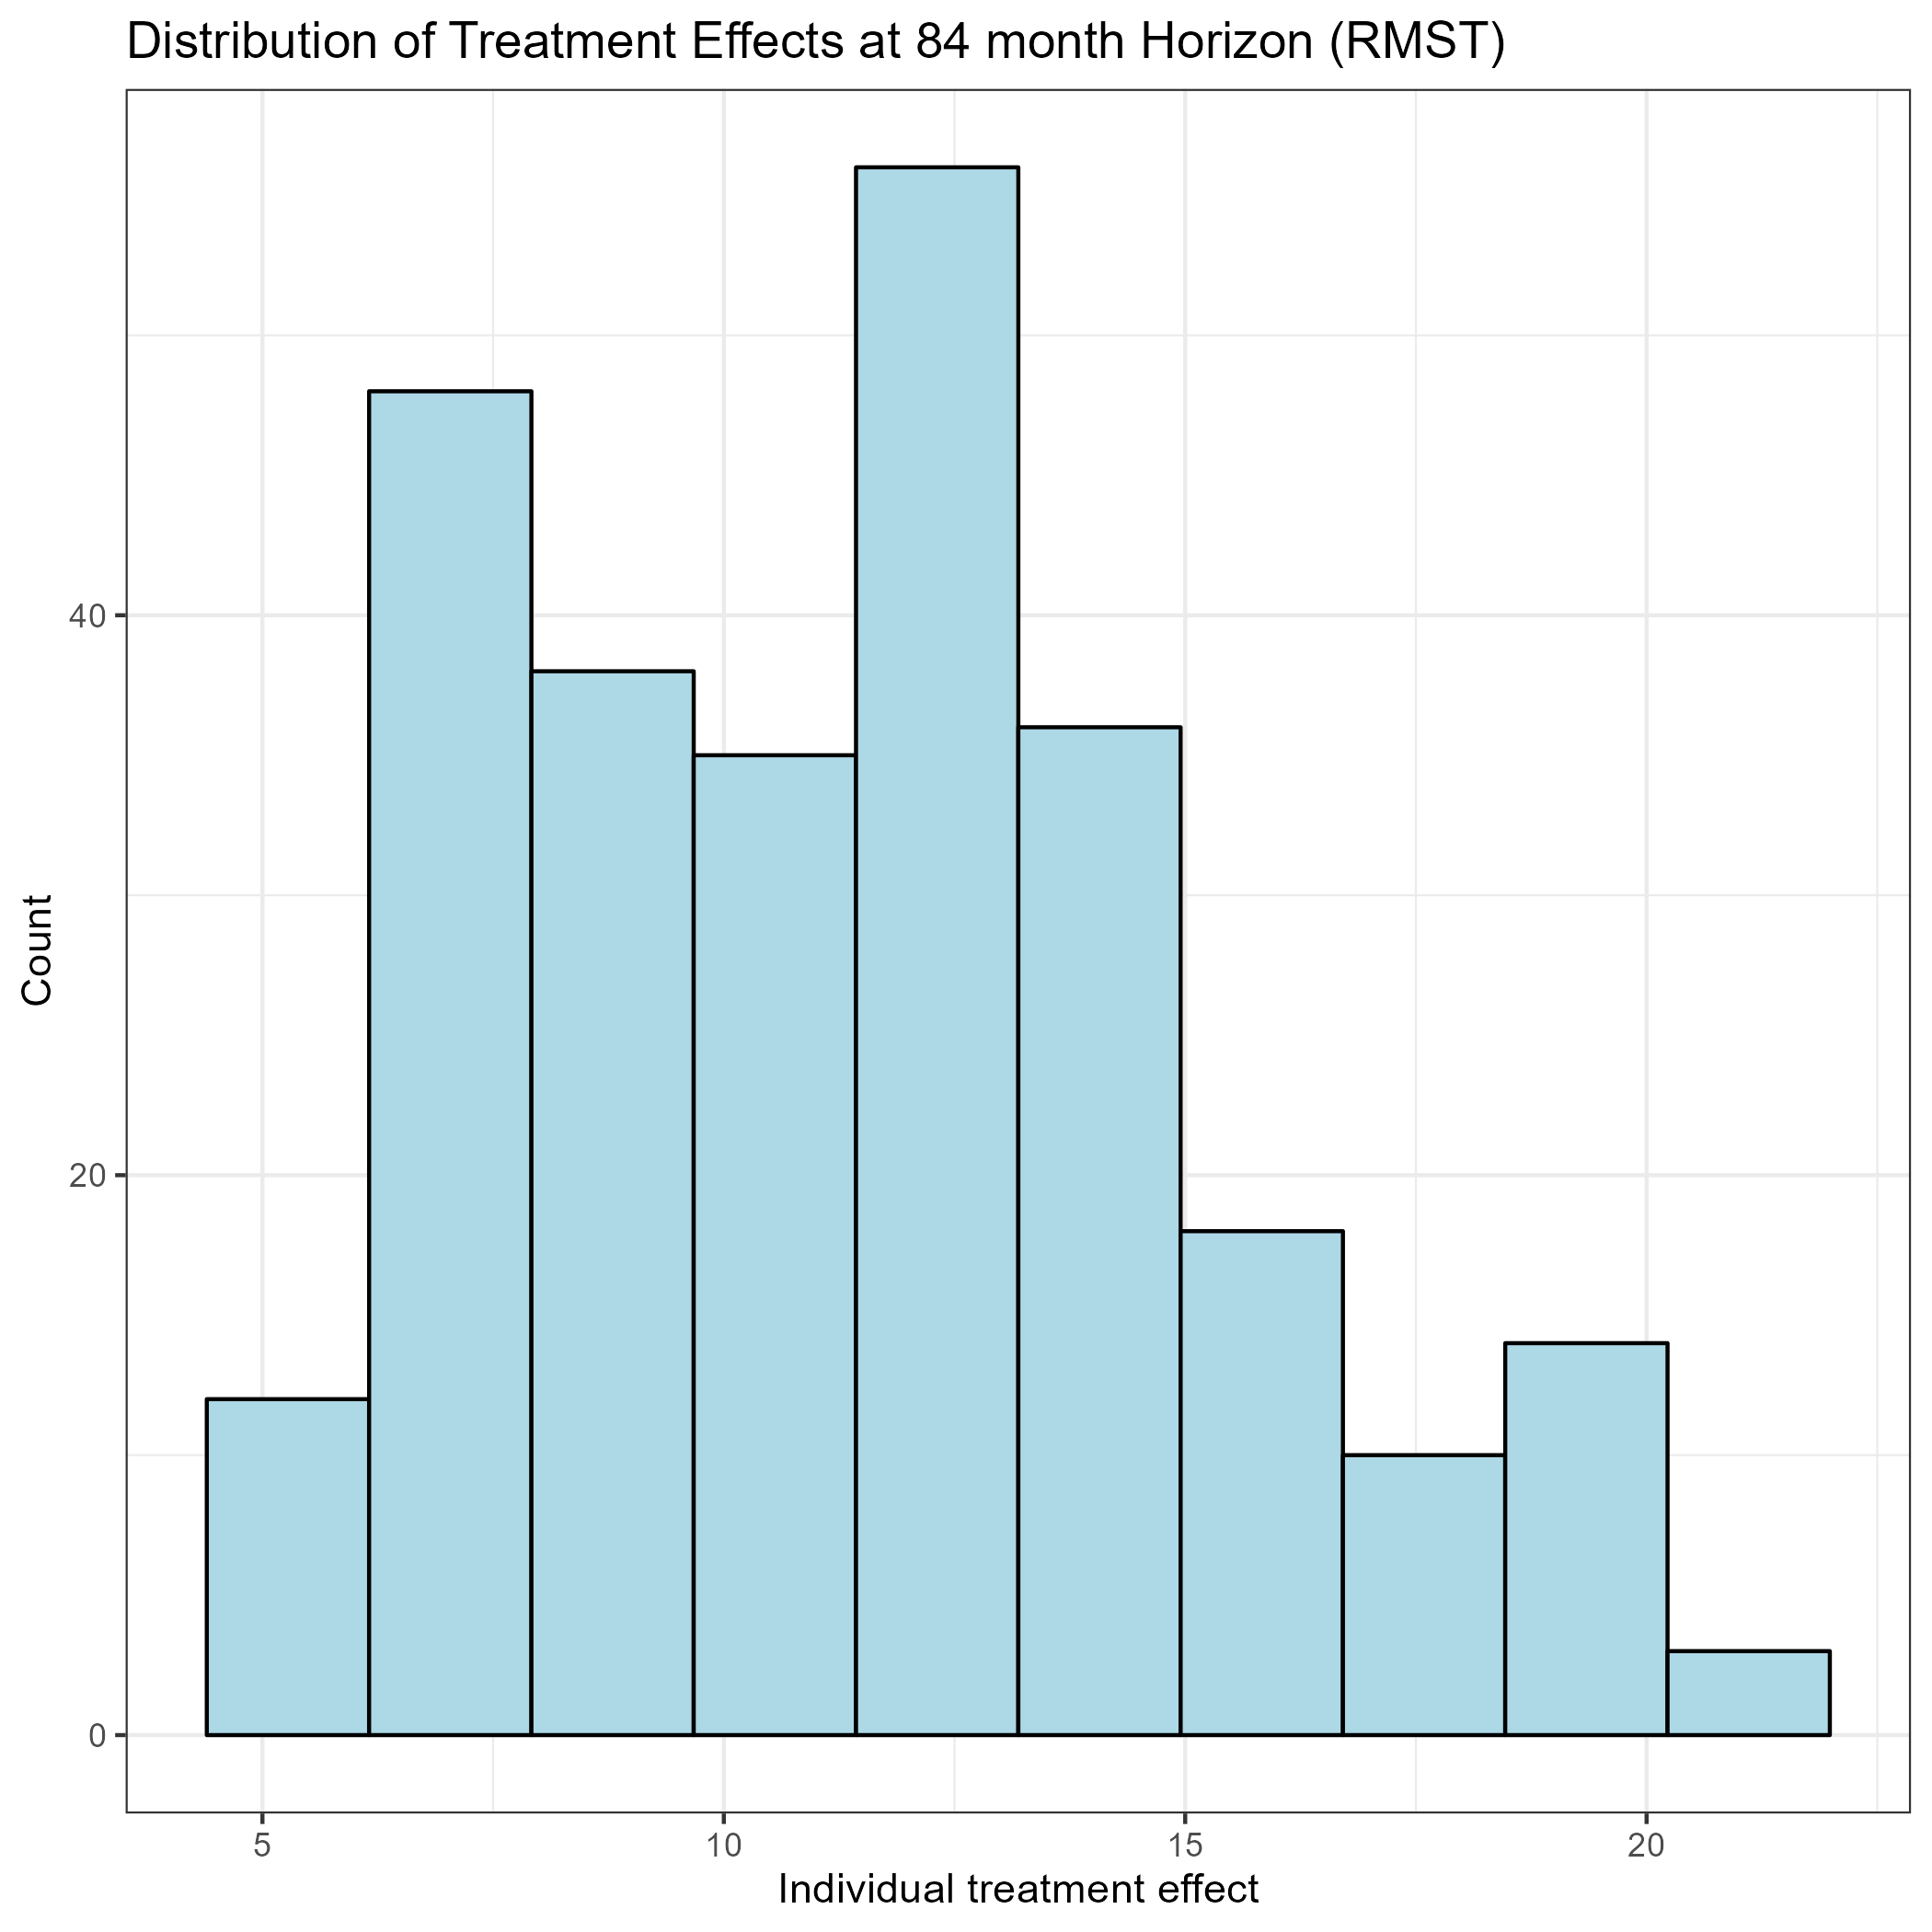 Distribution of Treatment Effects at 84 month Horizon (RMST)
Count
40
20
0
5 10 15 20
Individual treatment effect